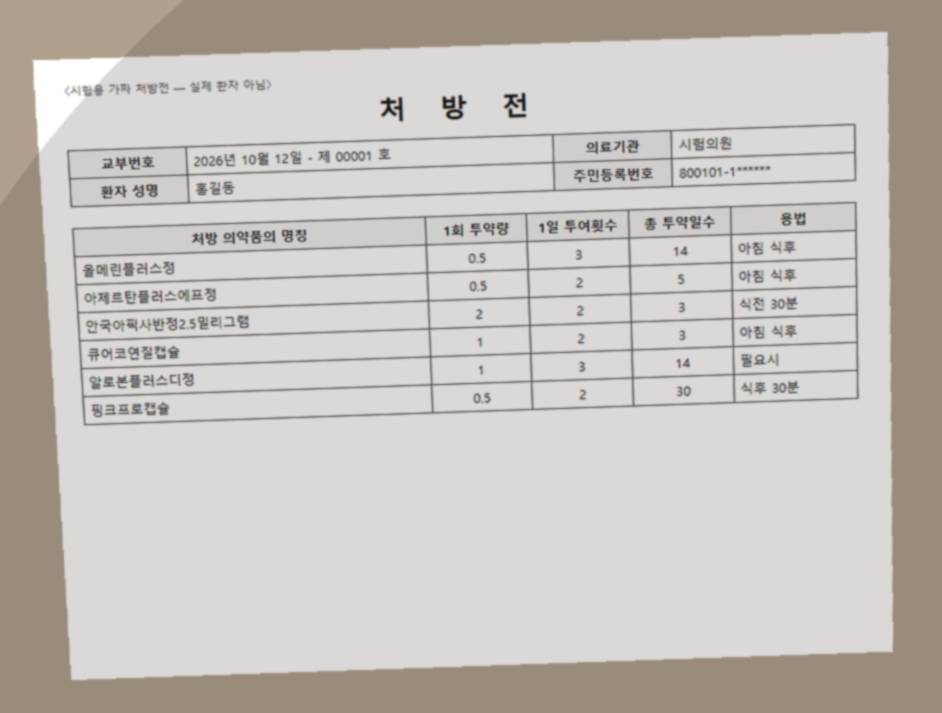 <시험용 가짜 처방전 — 실제 환자 아님>
처 방 전
교부번호 2026년 10월 12일 - 제 00001 호 의료기관 시험의원
환자 성명 홍길동 주민등록번호 800101-1******
처방 의약품의 명칭 1회 투약량 1일 투여횟수 총 투약일수 용법
올메린플러스정 0.5 3 14 아침 식후
아제르탄플러스에프정 0.5 2 5 아침 식후
안국아픽사반정2.5밀리그램 2 2 3 식전 30분
큐어코연질캡슐 1 2 3 아침 식후
알로본플러스디정 1 3 14 필요시
핑크프로캡슐 0.5 2 30 식후 30분